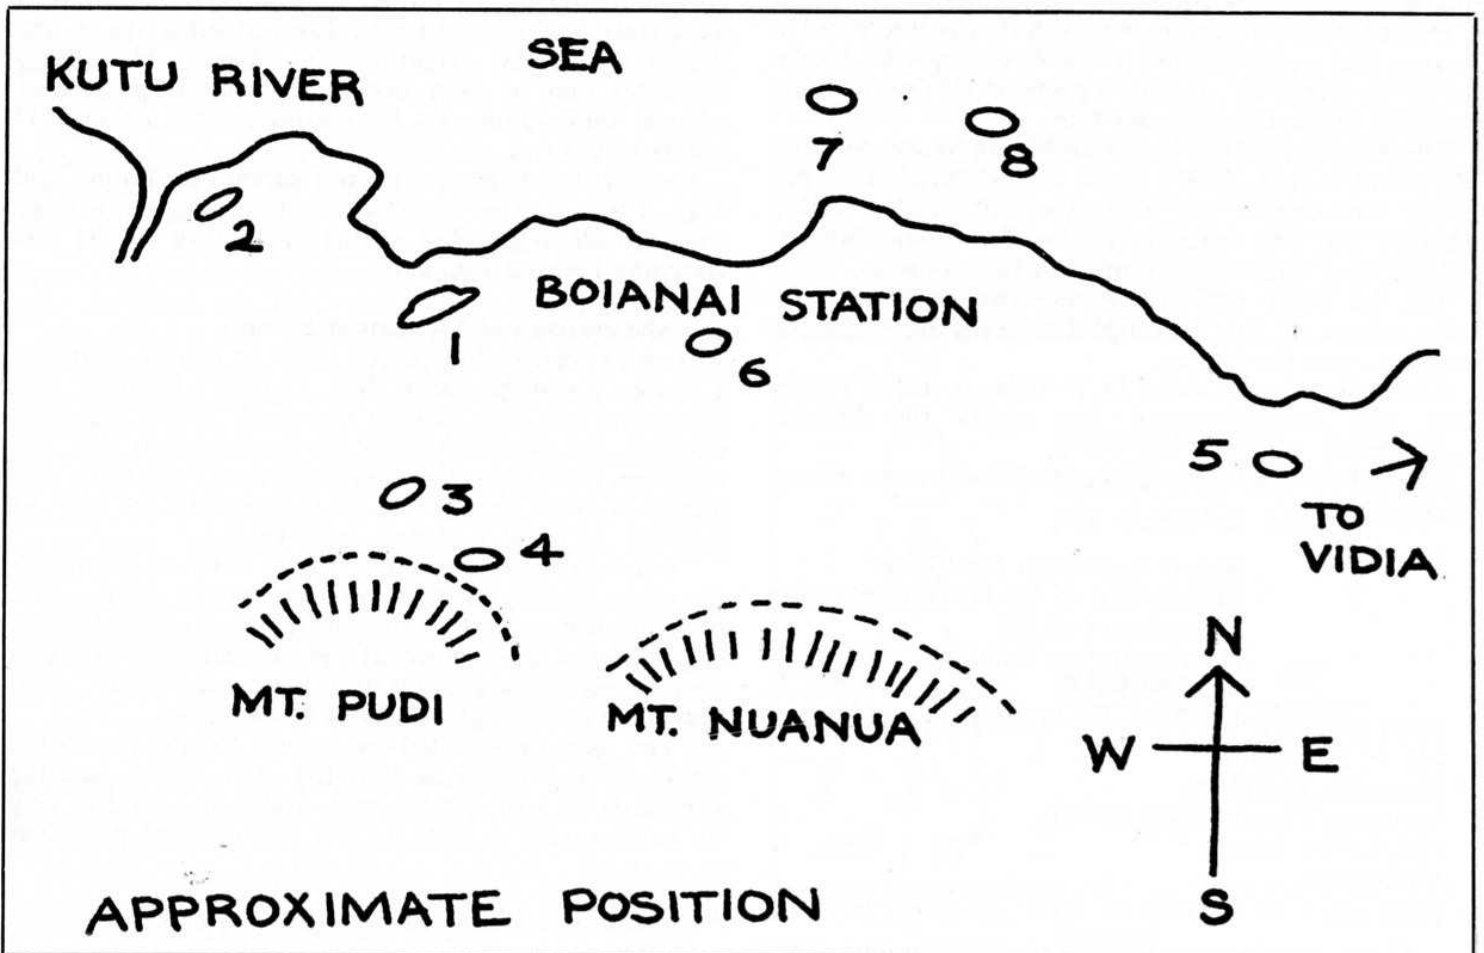 SEA
KUTU RIVER
7
8
2
BOIANAI STATION
1
6
5
3
TO
VIDIA
4
N
MT. PUDI
MT. NUANUA
W E
APPROXIMATE POSITION
S